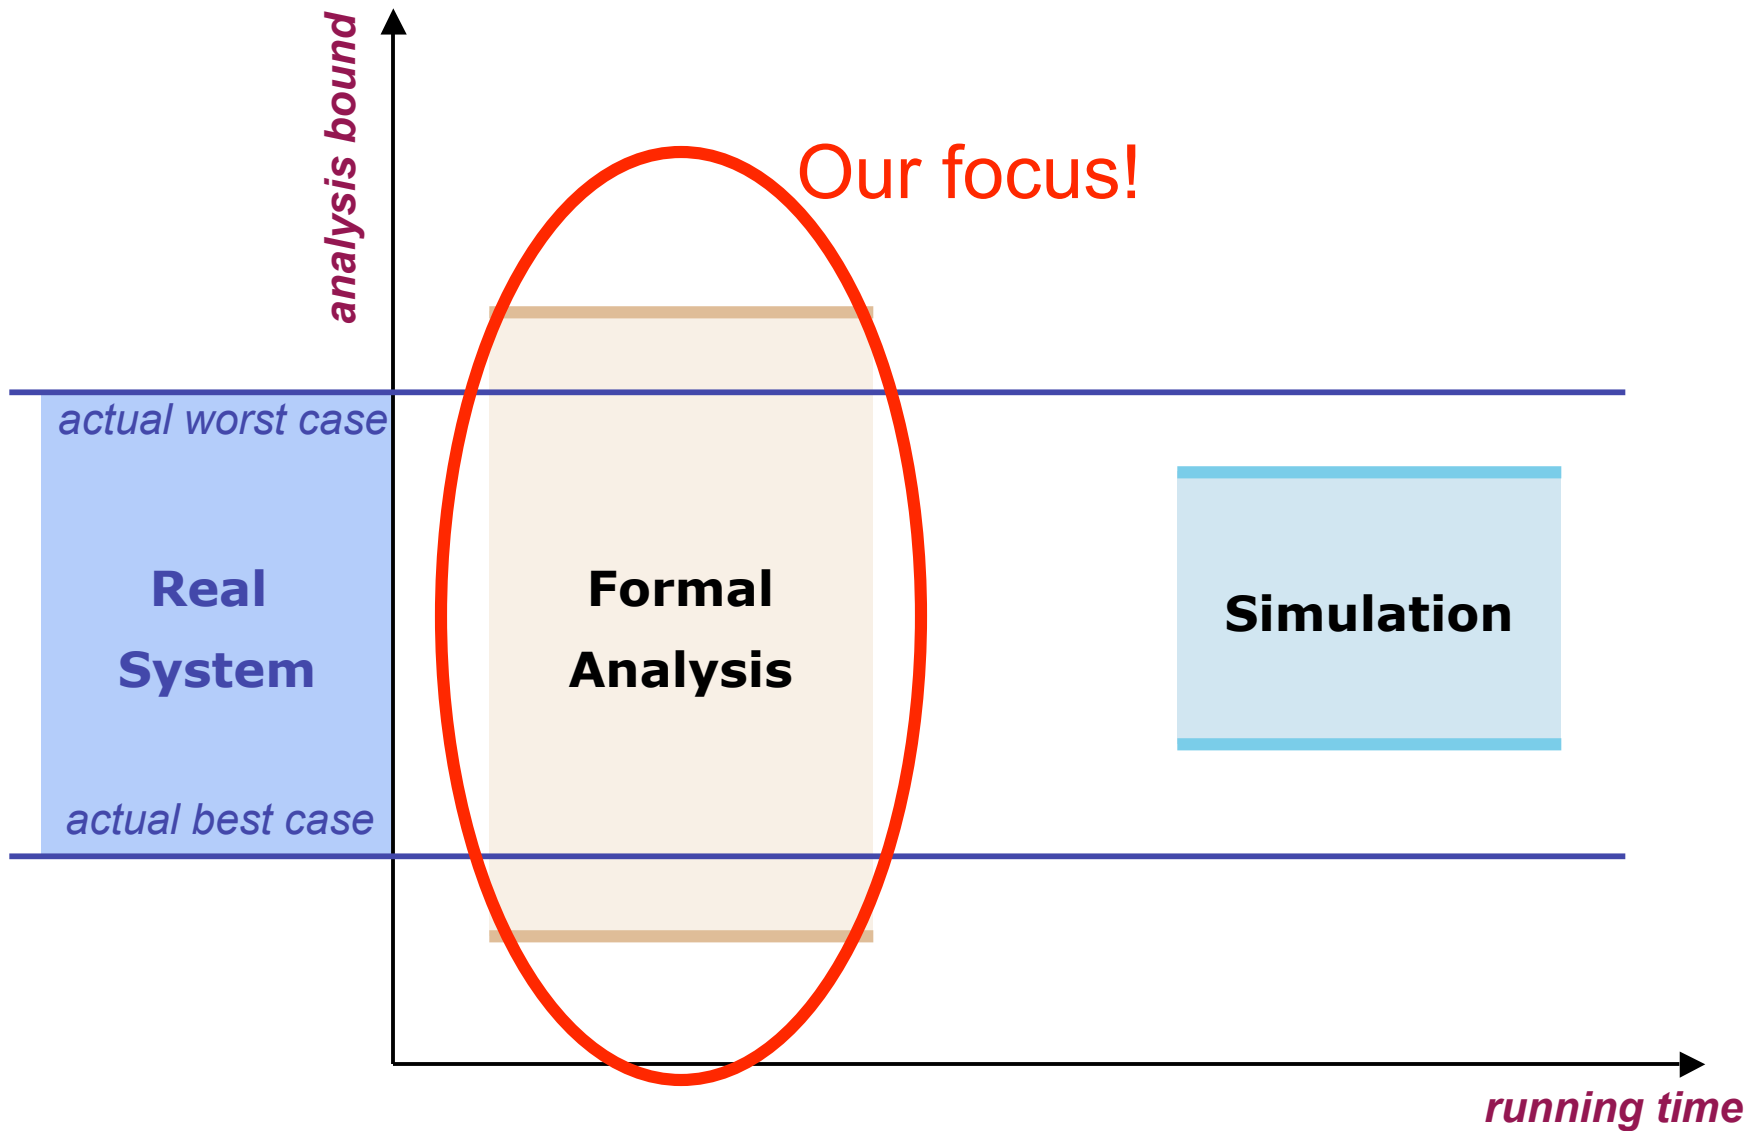 analysis bound
Our focus!
actual worst case
Real
System
Formal
Analysis
Simulation
actual best case
running time